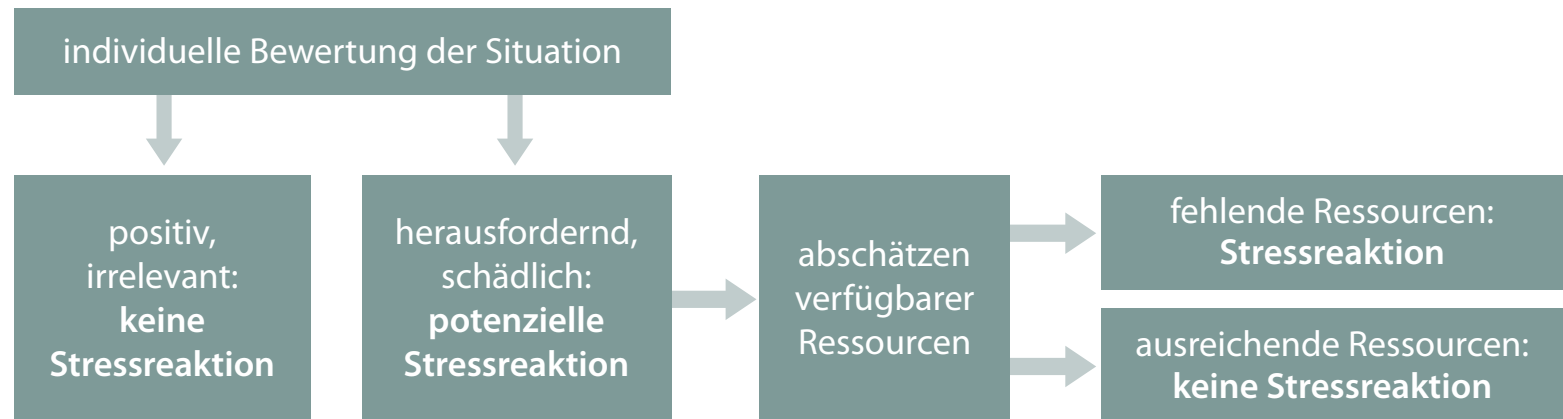 individuelle Bewertung der Situation
positiv,
irrelevant:
keine
Stressreaktion
herausfordernd,
schädlich:
potenzielle
Stressreaktion
abschätzen
verfügbarer
Ressourcen
fehlende Ressourcen:
Stressreaktion
ausreichende Ressourcen:
keine Stressreaktion